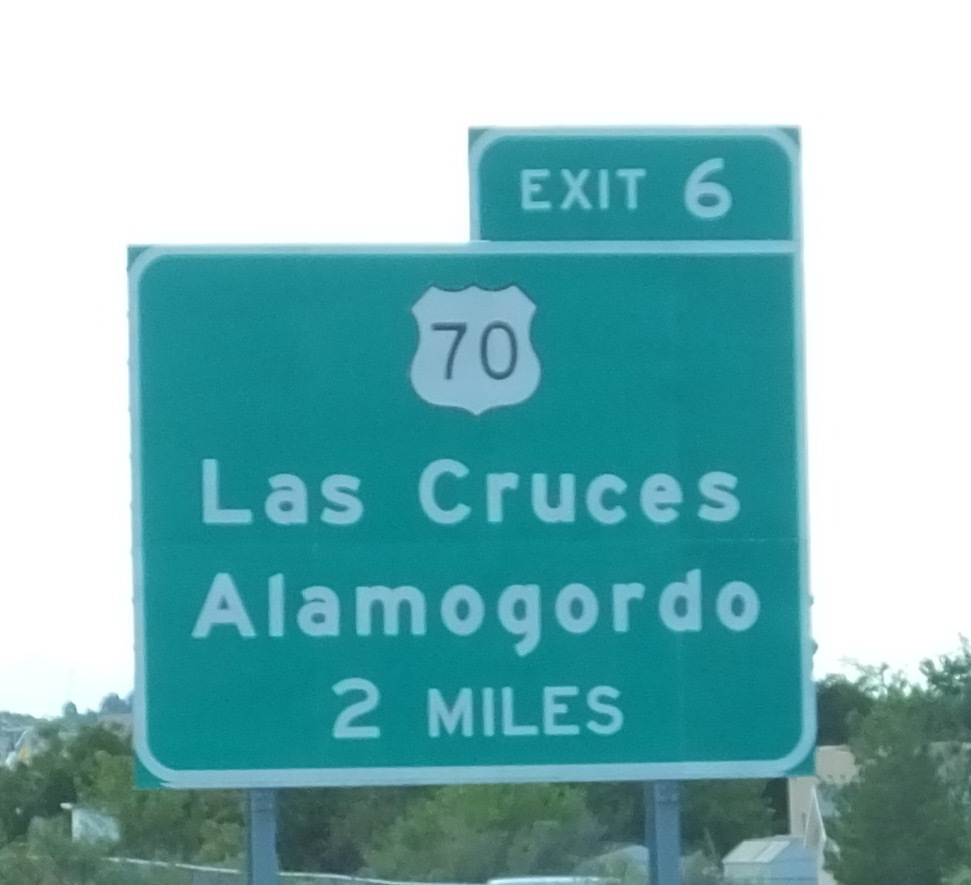 EXIT 6
70
Las Cruces
Alamogordo
2 MILES